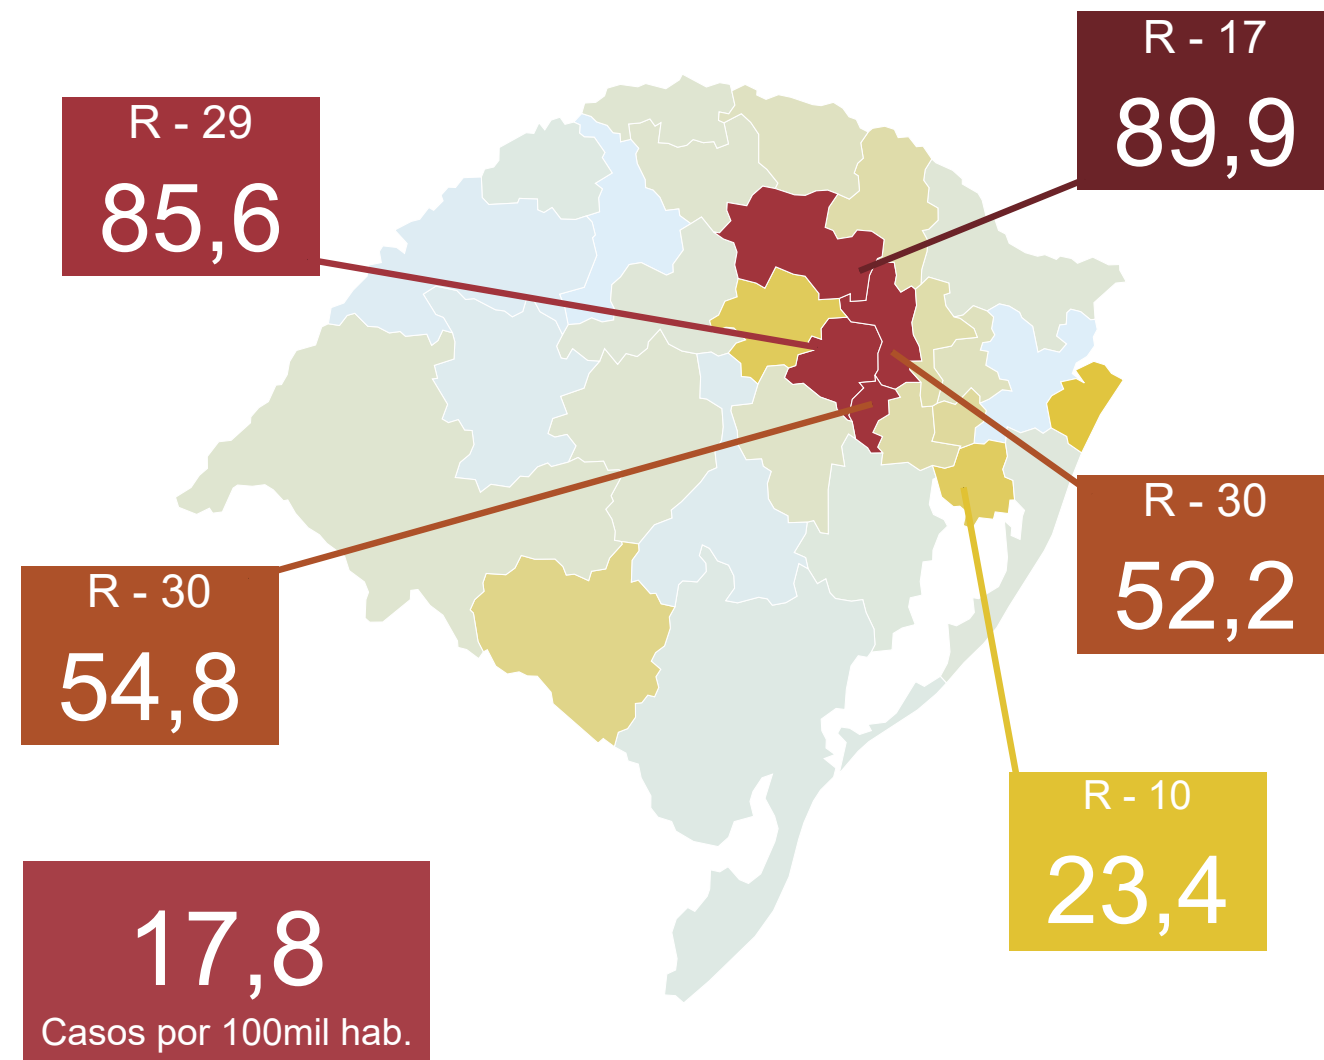 R - 17
89,9
R - 29
85,6
R - 30
52,2
R - 30
54,8
R - 10
23,4
17,8
Casos por 100mil hab.